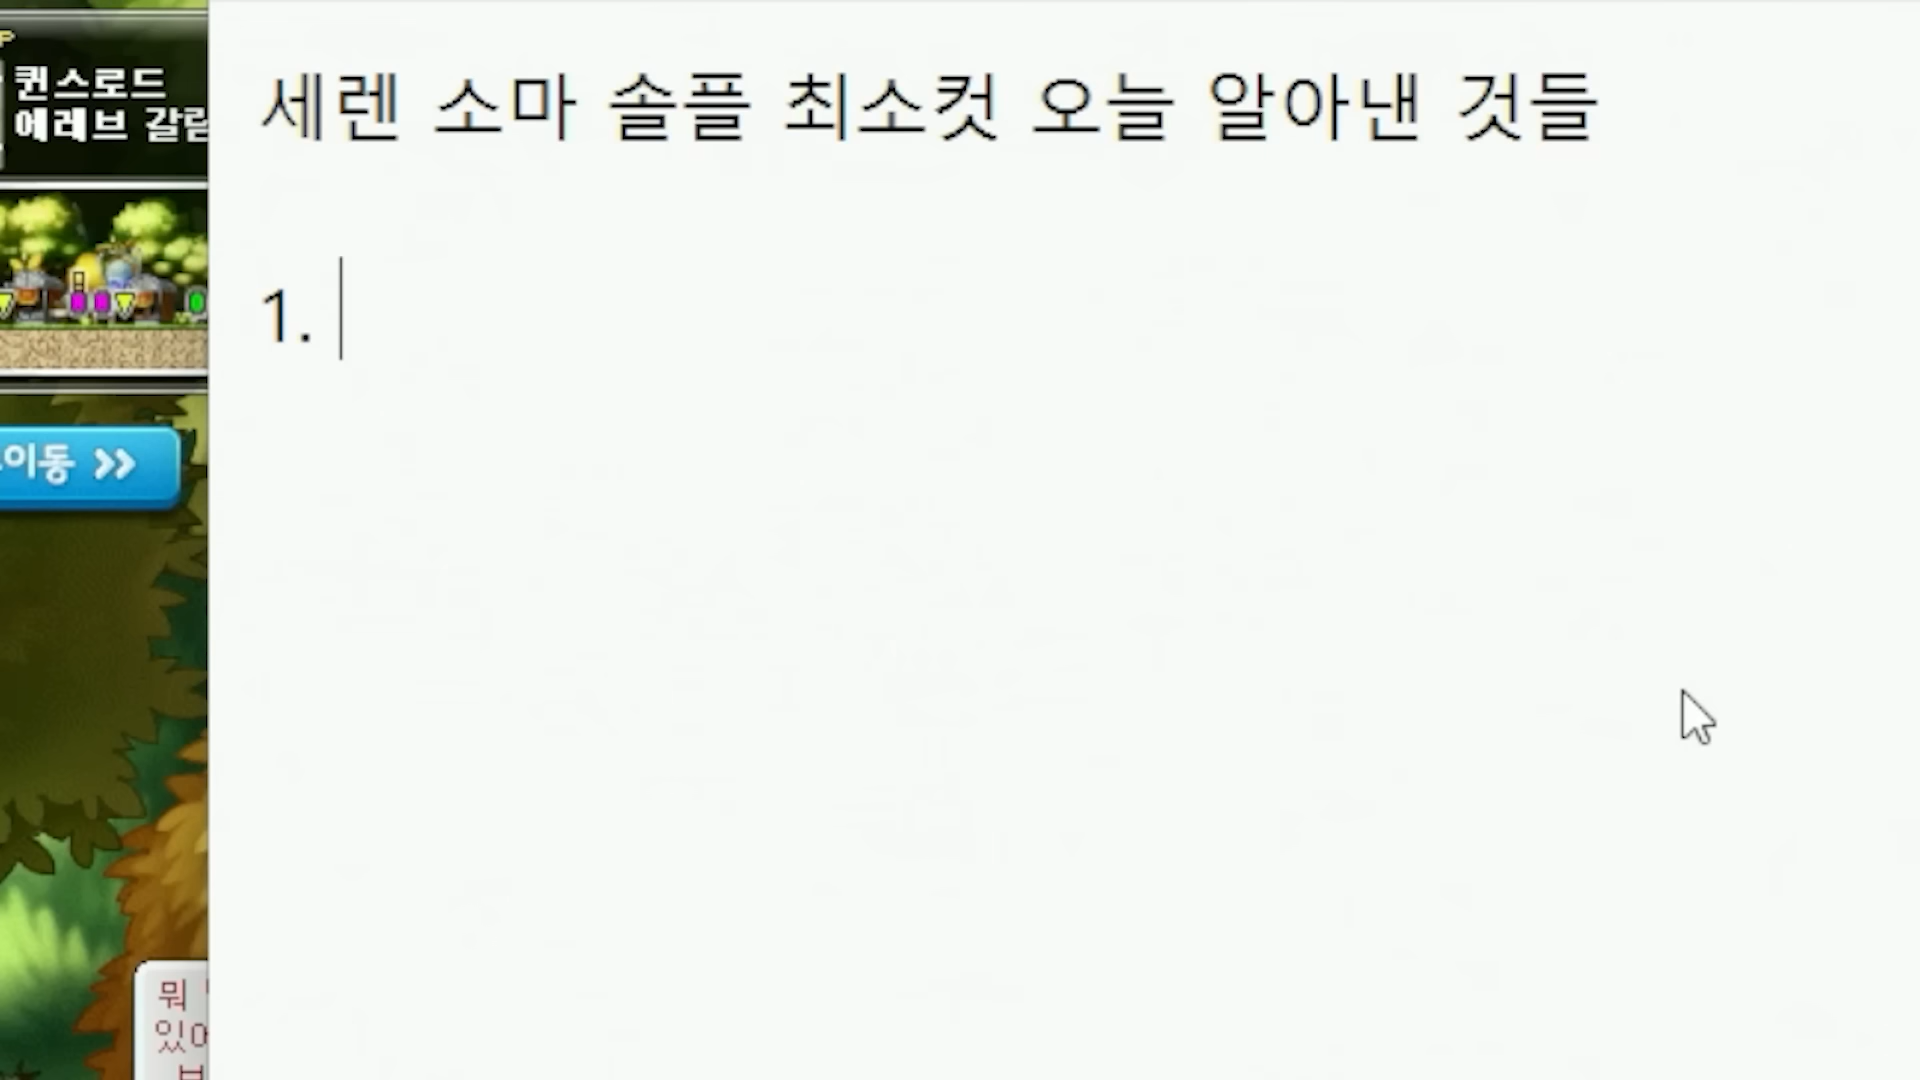 퀸스로드
에레브 갈림
세렌 소마 솔플 최소컷 오늘 알아낸 것들
1.
이동 >>
뭐